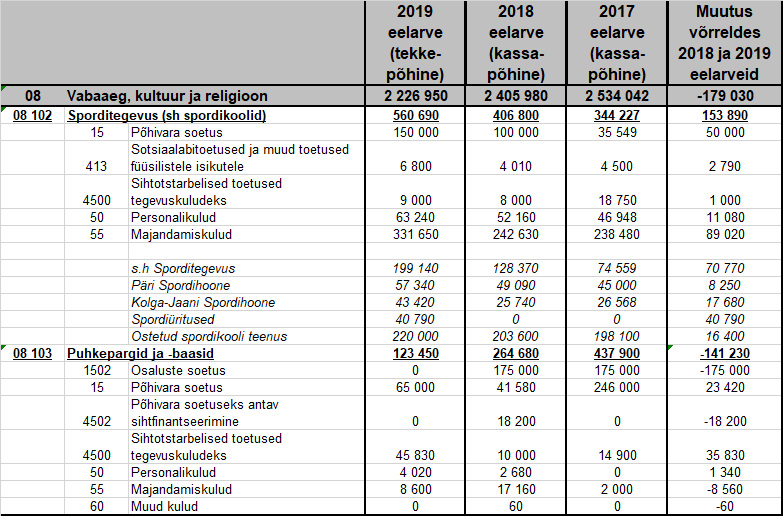 2019 eelarve (tekke-põhine) 2018 eelarve (kassa-põhine) 2017 eelarve (kassa-põhine) Muutus võrreldes 2018 ja 2019 eelarveid
08 Vabaaeg, kultuur ja religioon 2 226 950 2 405 980 2 534 042 -179 030
08 102 Sporditegevus (sh spordikoolid) 560 690 406 800 344 227 153 890
15 Põhivara soetus 150 000 100 000 35 549 50 000
Sotsiaalabitoetused ja muud toetused
413 füüsilistele isikutele 6 800 4 010 4 500 2 790
Sihtotstarbelised toetused
4500 tegevuskuludeks 9 000 8 000 18 750 1 000
50 Personalikulud 63 240 52 160 46 948 11 080
55 Majandamiskulud 331 650 242 630 238 480 89 020
s.h Sporditegevus 199 140 128 370 74 559 70 770
Päri Spordihoone 57 340 49 090 45 000 8 250
Kolga-Jaani Spordihoone 43 420 25 740 26 568 17 680
Spordiüritused 40 790 0 0 40 790
Ostetud spordikooli teenus 220 000 203 600 198 100 16 400
08 103 Puhkepargid ja -baasid 123 450 264 680 437 900 -141 230
1502 Osaluste soetus 0 175 000 175 000 -175 000
15 Põhivara soetus 65 000 41 580 246 000 23 420
Põhivara soetuseks antav
4502 sihtfinantseerimine 0 18 200 0 -18 200
Sihtotstarbelised toetused
4500 tegevuskuludeks 45 830 10 000 14 900 35 830
50 Personalikulud 4 020 2 680 0 1 340
55 Majandamiskulud 8 600 17 160 2 000 -8 560
60 Muud kulud 0 60 0 -60